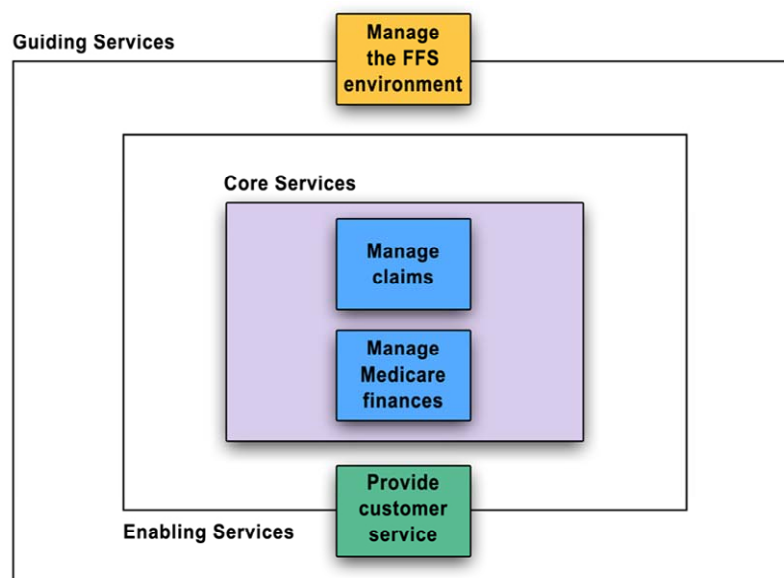 Guiding Services
Manage
the FFS
environment
Core Services
Manage
claims
Manage
Medicare
finances
Provide
customer
service
Enabling Services